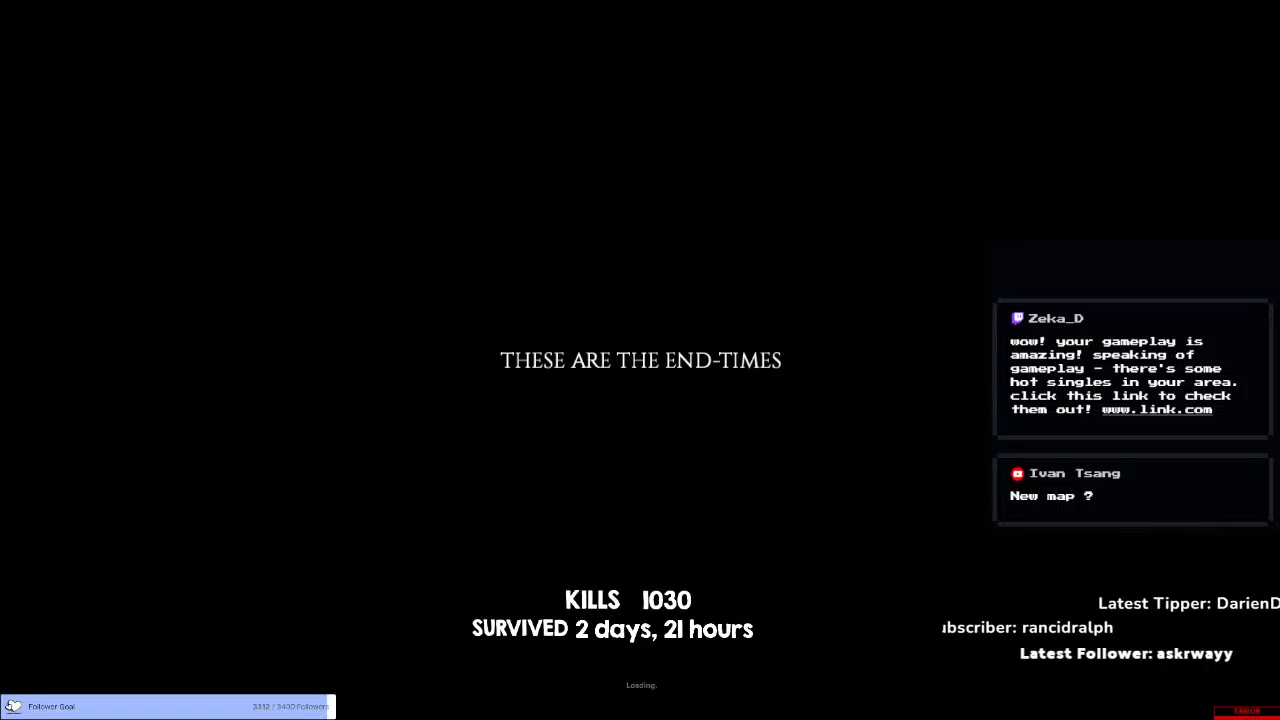 THESE ARE THE END-TIMES
Zeka_D
wow! your gameplay is
amazing! speaking of
gameplay - there's some
hot singles in your area.
click this link to check
them out! www.link.com
Ivan Tsang
New map ?
KILLS 1030
SURVIVED 2 days, 21 hours
Latest Tipper: DarienD
ubscriber: rancidralph
Latest Follower: askrwayy
Loading.
Follower Goal
3312 / 3400 Followers
ERROR